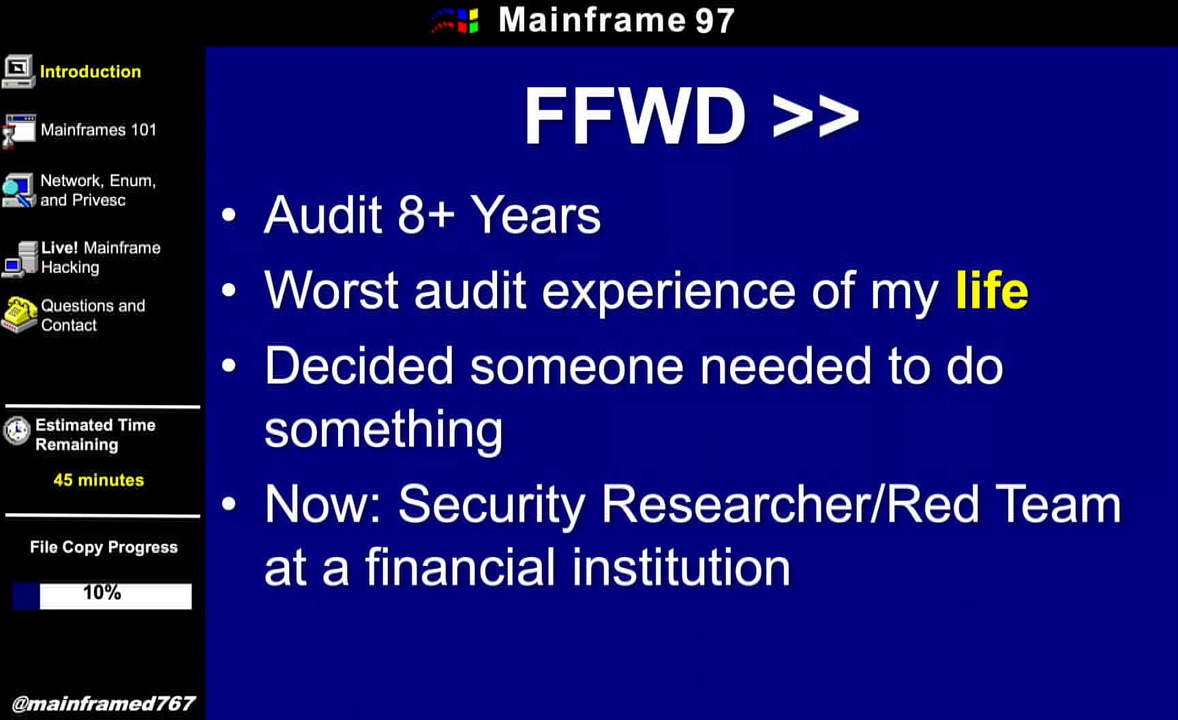 Mainframe 97
Introduction
Mainframes 101
Network, Enum,
and Privesc
Live! Mainframe
Hacking
Questions and
Contact
Estimated Time
Remaining
45 minutes
File Copy Progress
10%
@mainframed767
FFWD >>
• Audit 8+ Years
• Worst audit experience of my life
• Decided someone needed to do
something
• Now: Security Researcher/Red Team
at a financial institution